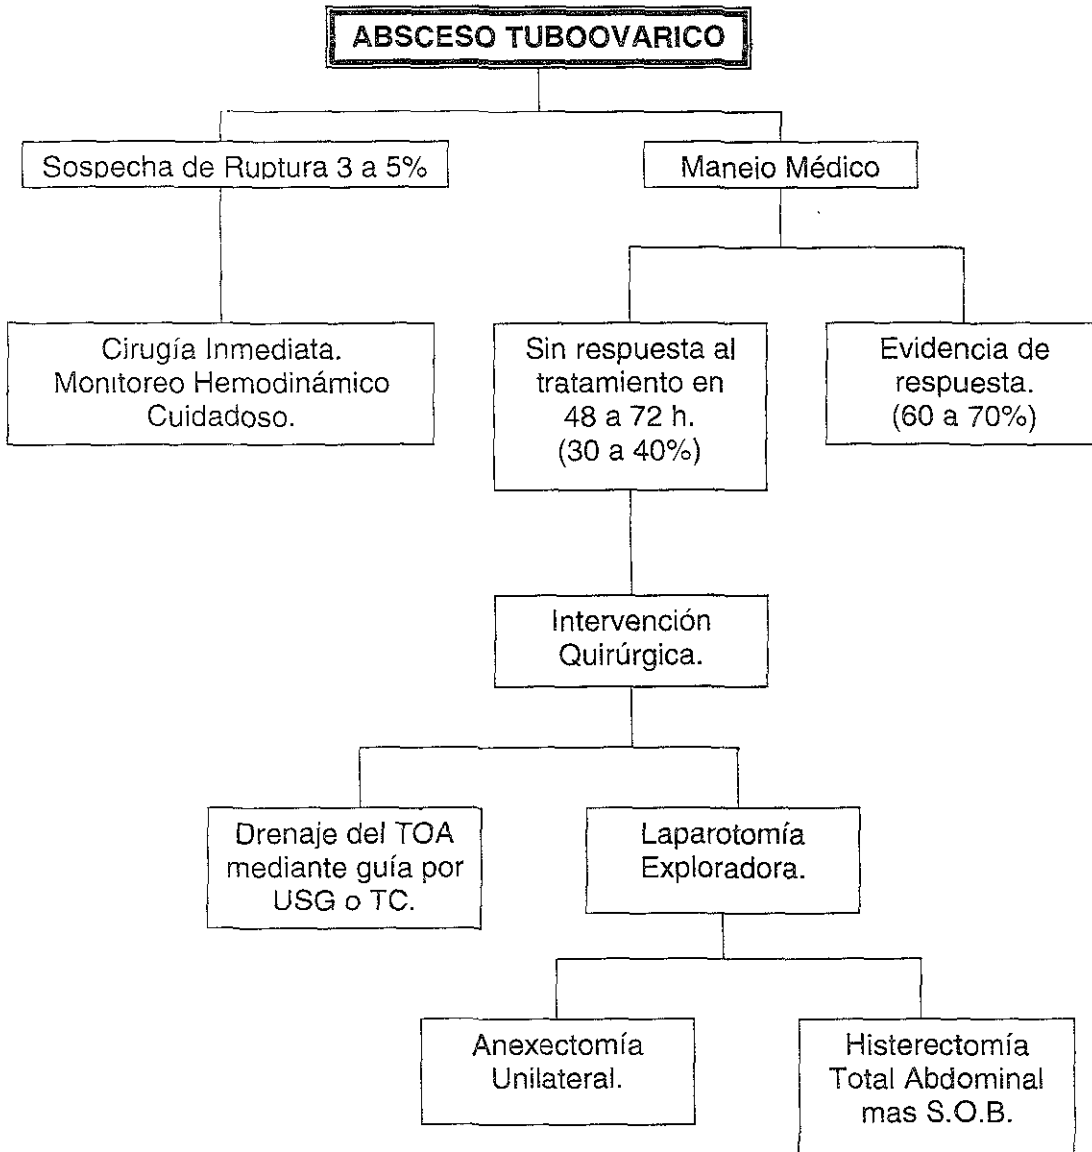 ABSCESO TUBOOVARICO
Sospecha de Ruptura 3 a 5%
Manejo Médico
Cirugía Inmediata.
Monitoreo Hemodinámico
Cuidadoso.
Sin respuesta al
tratamiento en
48 a 72 h.
(30 a 40%)
Evidencia de
respuesta.
(60 a 70%)
Intervención
Quirúrgica.
Drenaje del TOA
mediante guía por
USG o TC.
Laparotomía
Exploradora.
Anexectomía
Unilateral.
Histerectomía
Total Abdominal
mas S.O.B.